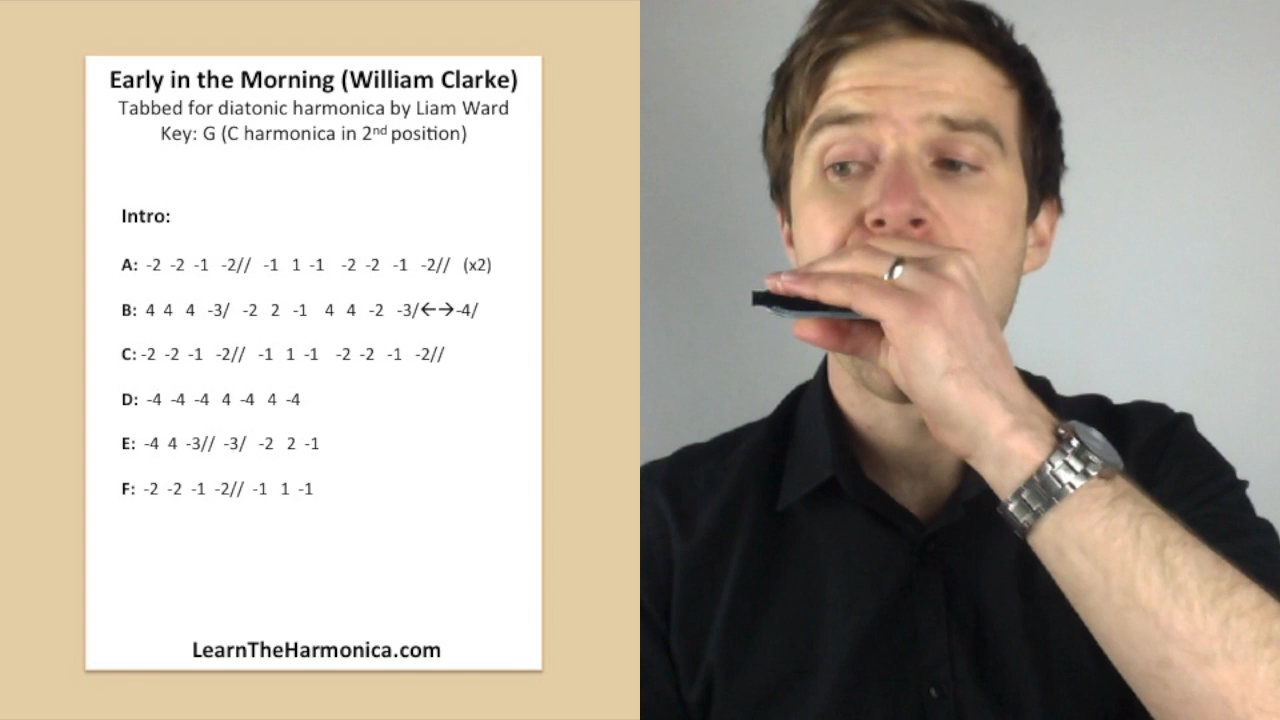 Early in the Morning (William Clarke)
Tabbed for diatonic harmonica by Liam Ward
Key: G (C harmonica in 2nd position)
Intro:
A: -2 -2 -1 -2// -1 1 -1 -2 -2 -1 -2// (x2)
B: 4 4 4 -3/ -2 2 -1 4 4 -2 -3/←→-4/
C: -2 -2 -1 -2// -1 1 -1 -2 -2 -1 -2//
D: -4 -4 -4 4 -4 4 -4
E: -4 4 -3// -3/ -2 2 -1
F: -2 -2 -1 -2// -1 1 -1
LearnTheHarmonica.com